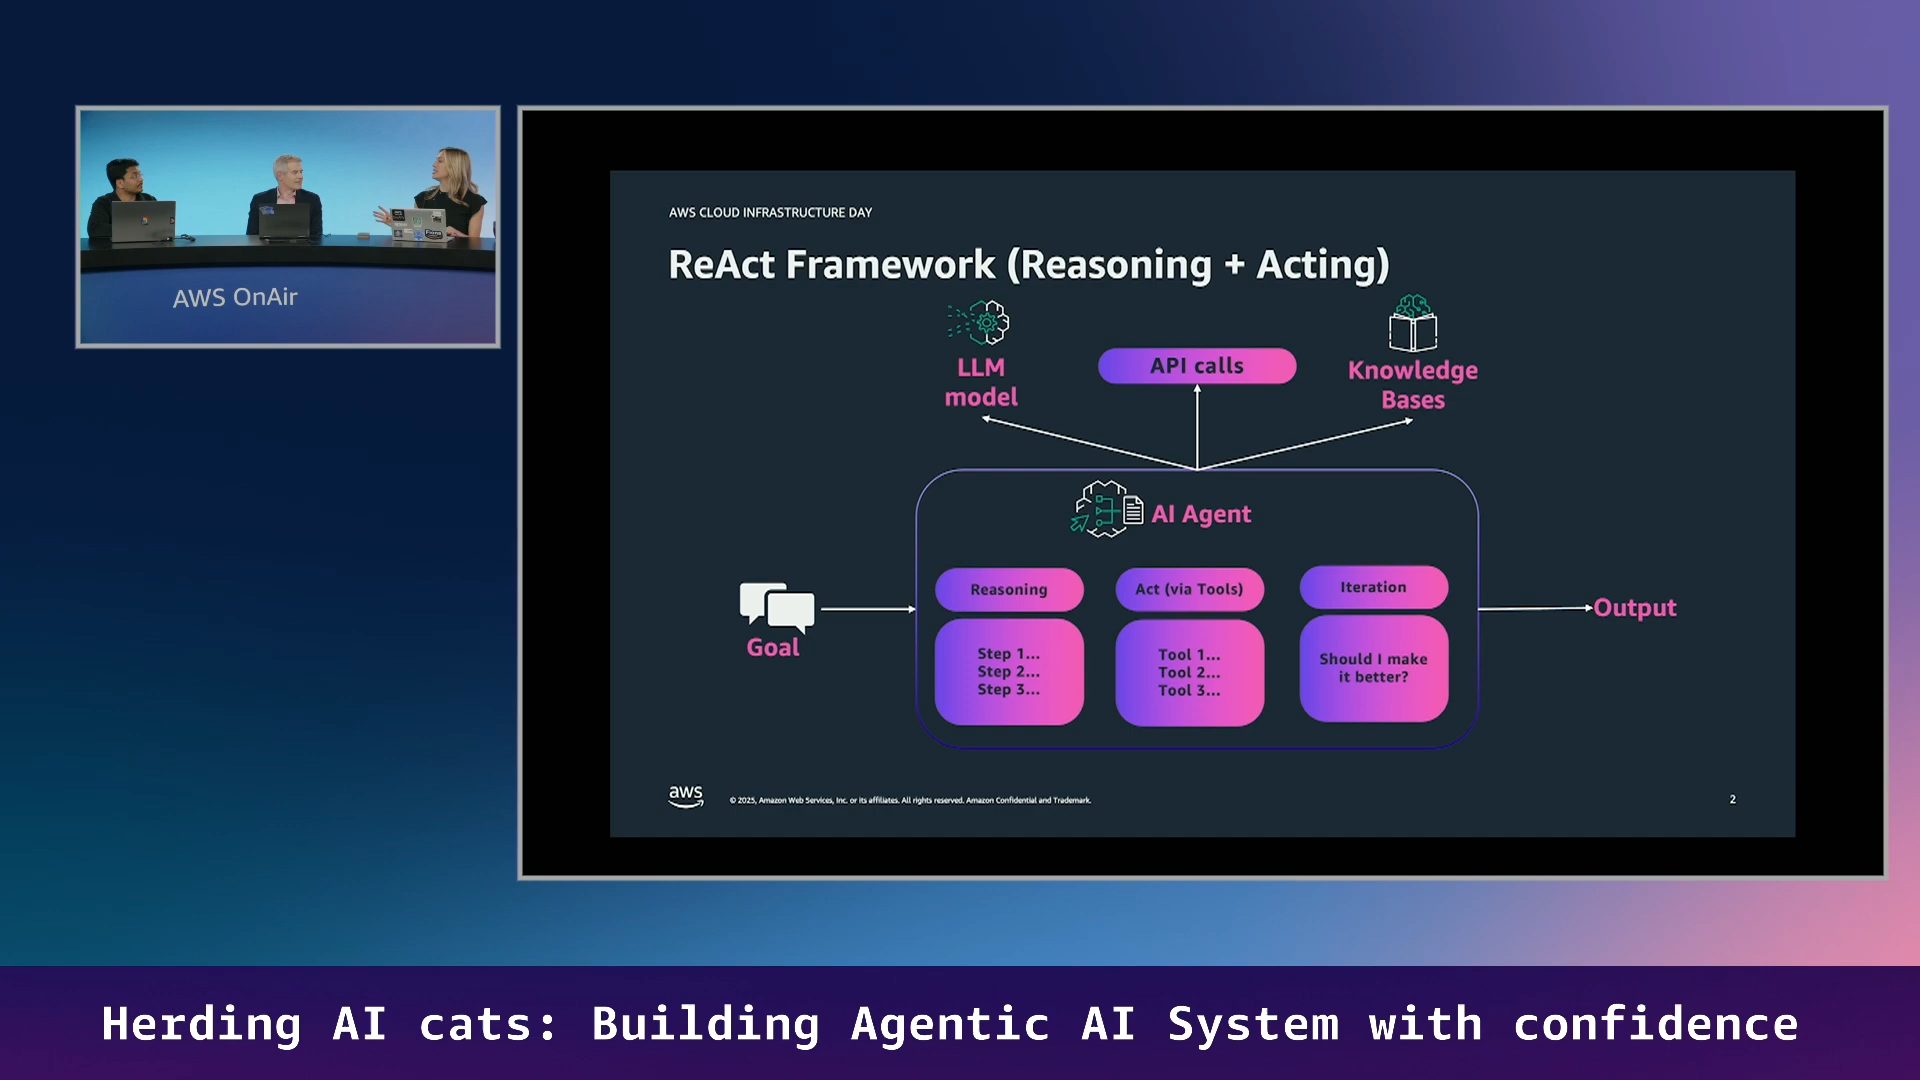 AWS OnAir
AWS CLOUD INFRASTRUCTURE DAY
ReAct Framework (Reasoning + Acting)
LLM
model
API calls
Knowledge
Bases
AI Agent
Goal
Reasoning
Step 1...
Step 2...
Step 3...
Act (via Tools)
Tool 1...
Tool 2...
Tool 3...
Iteration
Should I make
it better?
Output
aws
© 2025, Amazon Web Services, Inc. or its affiliates. All rights reserved. Amazon Confidential and Trademark.
2
Herding AI cats: Building Agentic AI System with confidence